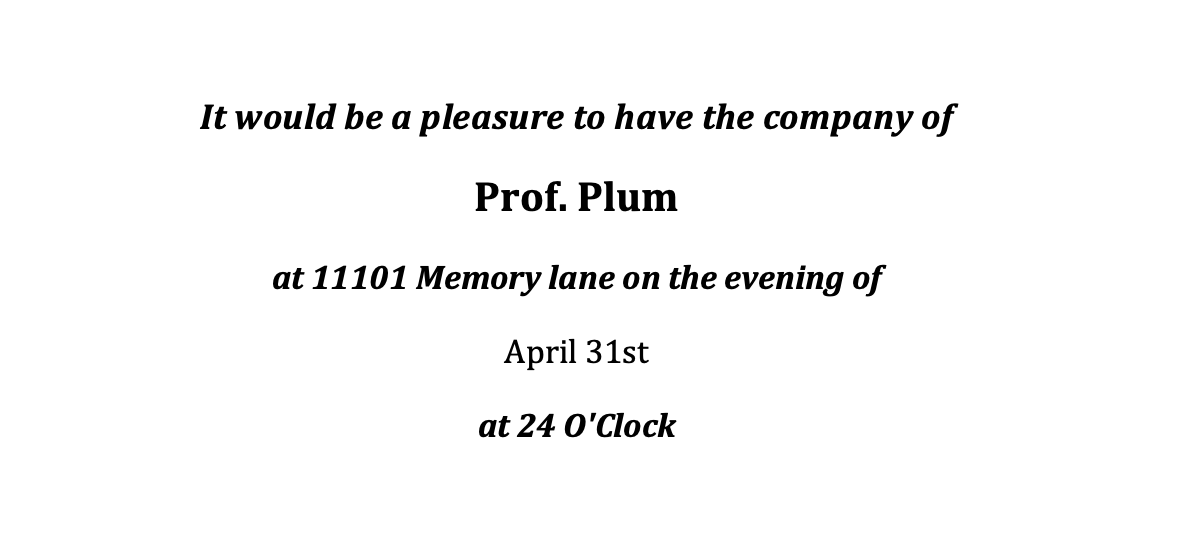 It would be a pleasure to have the company of
Prof. Plum
at 11101 Memory lane on the evening of
April 31st
at 24 O'Clock